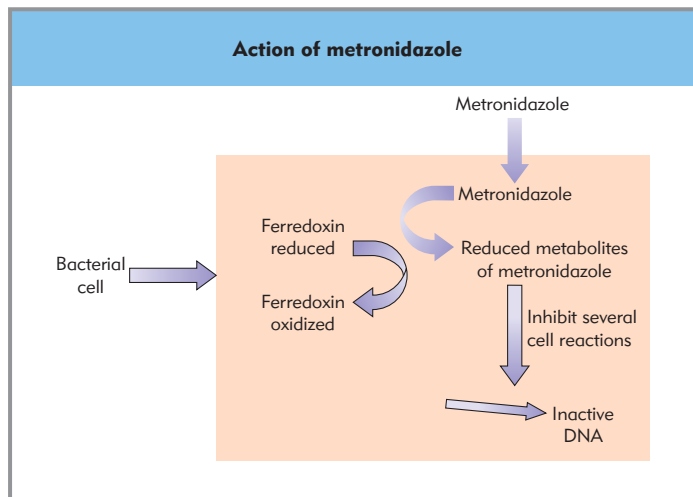 Action of metronidazole
Metronidazole
Metronidazole
Ferredoxin
reduced
Reduced metabolites
of metronidazole
Bacterial
cell
Ferredoxin
oxidized
Inhibit several
cell reactions
Inactive
DNA